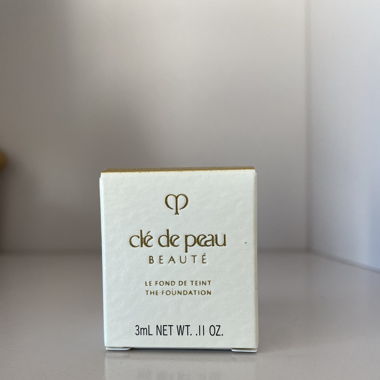 clé de peau
BEAUTÉ
LE FOND DE TEINT
THE FOUNDATION
3mL NET WT. .11 OZ.